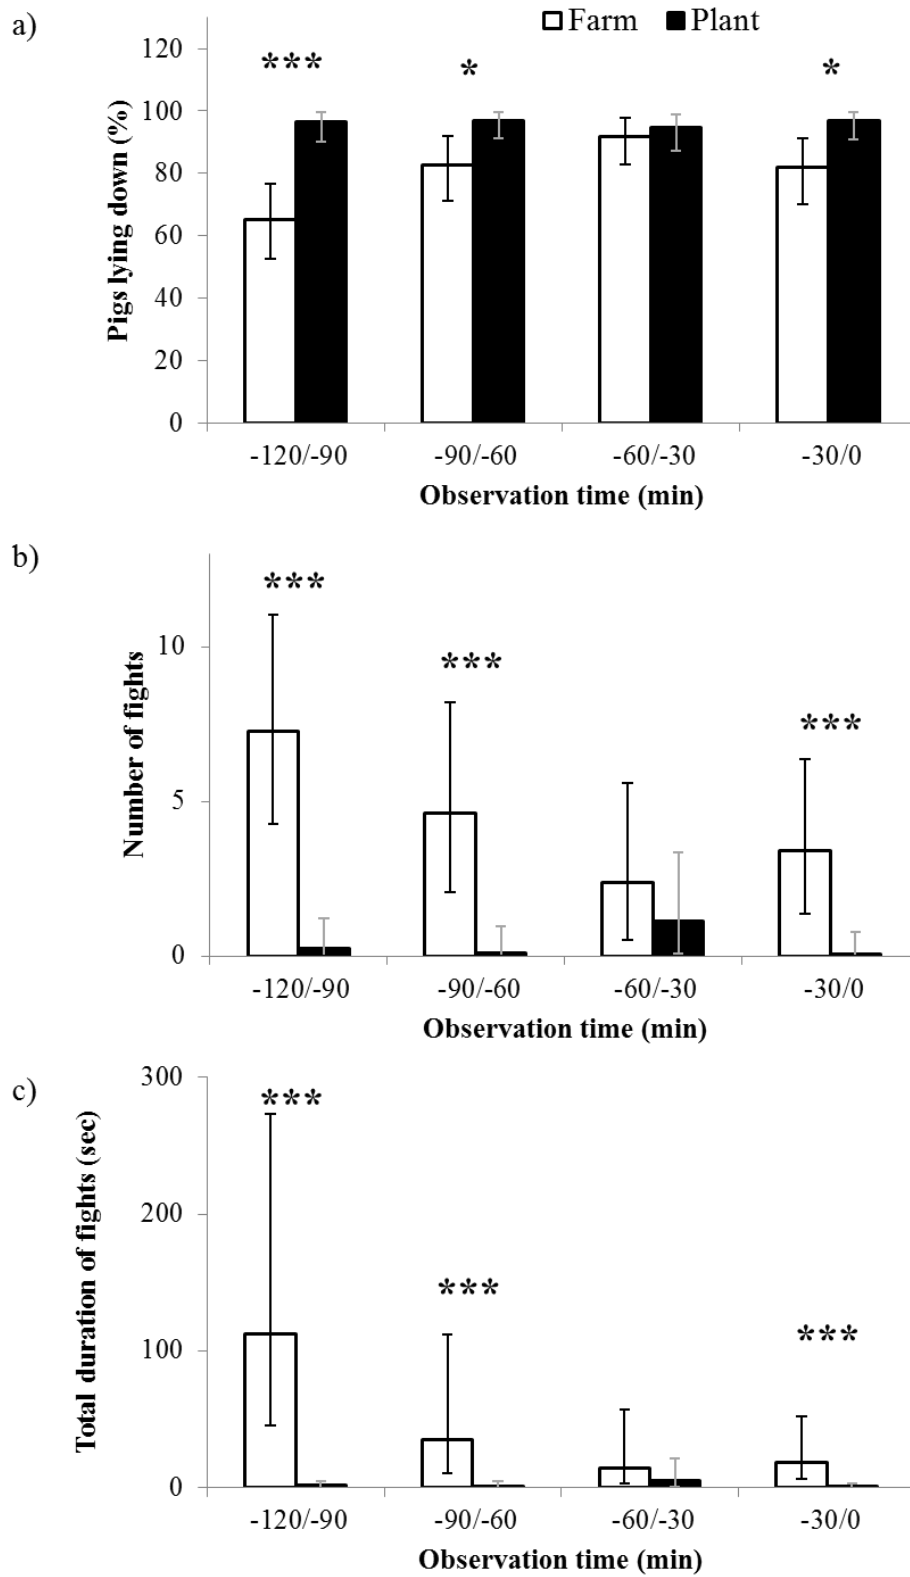 a)
Farm Plant
120
100
80
60
40
20
0
Pigs lying down (%)
*** * *
-120/-90 -90/-60 -60/-30 -30/0
Observation time (min)
b)
10
5
0
Number of fights
*** *** ***
-120/-90 -90/-60 -60/-30 -30/0
Observation time (min)
c)
300
200
100
0
Total duration of fights (sec)
*** *** ***
-120/-90 -90/-60 -60/-30 -30/0
Observation time (min)